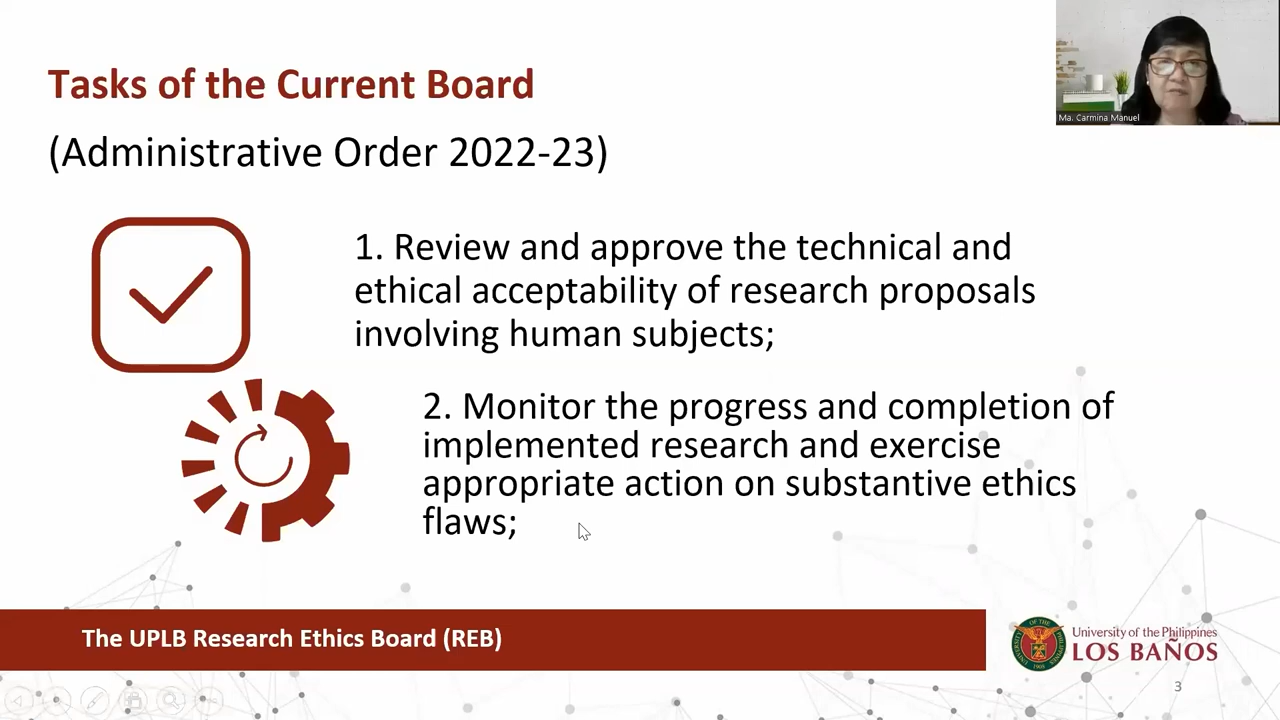 Tasks of the Current Board
(Administrative Order 2022-23)
Ma. Carmina Manuel
1. Review and approve the technical and
ethical acceptability of research proposals
involving human subjects;
2. Monitor the progress and completion of
implemented research and exercise
appropriate action on substantive ethics
flaws;
The UPLB Research Ethics Board (REB)
University of the Philippines
LOS BAÑOS
3